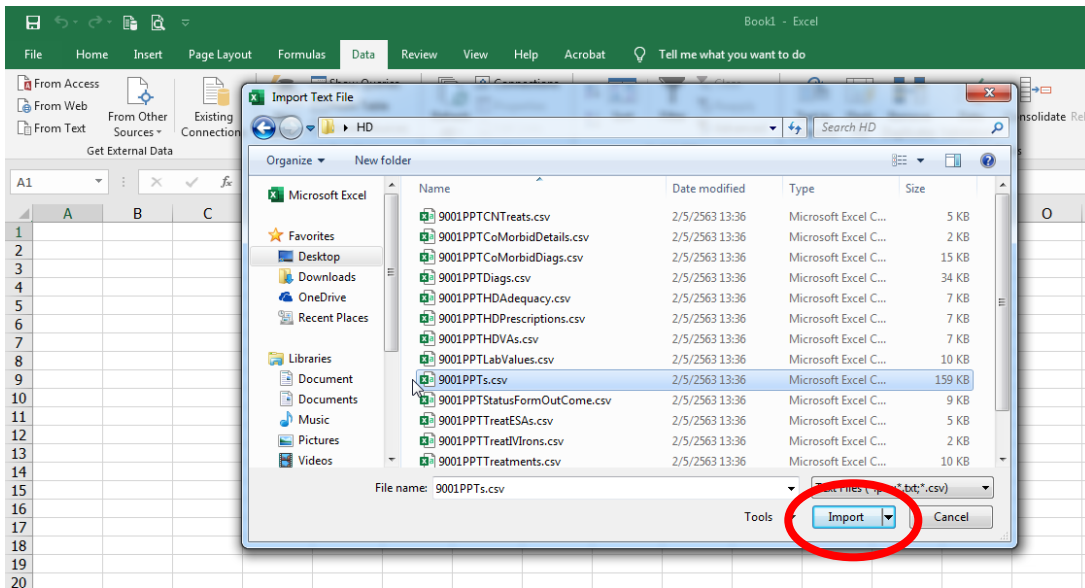 Book1 - Excel
File Home Insert Page Layout Formulas Data Review View Help Acrobat Tell me what you want to do
From Access
From Web
From Text
From Other
Sources
Existing
Connection
Get External Data
Import Text File
nsolidate Rel
HD
Search HD
Organize New folder
A1
fx
Microsoft Excel
Favorites
Desktop
Downloads
OneDrive
Recent Places
Libraries
Document
Documents
Music
Pictures
Videos
Name Date modified Type Size
9001PPTCNTreats.csv 2/5/2563 13:36 Microsoft Excel C... 5 KB
9001PPTCoMorbidDetails.csv 2/5/2563 13:36 Microsoft Excel C... 2 KB
9001PPTCoMorbidDiags.csv 2/5/2563 13:36 Microsoft Excel C... 15 KB
9001PPTDiags.csv 2/5/2563 13:36 Microsoft Excel C... 34 KB
9001PPTHDAdequacy.csv 2/5/2563 13:36 Microsoft Excel C... 7 KB
9001PPTHDPrescriptions.csv 2/5/2563 13:36 Microsoft Excel C... 7 KB
9001PPTHDVAs.csv 2/5/2563 13:36 Microsoft Excel C... 7 KB
9001PPTLabValues.csv 2/5/2563 13:36 Microsoft Excel C... 10 KB
9001PPTs.csv 2/5/2563 13:36 Microsoft Excel C... 159 KB
9001PPTStatusFormOutCome.csv 2/5/2563 13:36 Microsoft Excel C... 9 KB
9001PPTTreatESAs.csv 2/5/2563 13:36 Microsoft Excel C... 5 KB
9001PPTTreatIVIrons.csv 2/5/2563 13:36 Microsoft Excel C... 2 KB
9001PPTTreatments.csv 2/5/2563 13:36 Microsoft Excel C... 10 KB
File name: 9001PPTs.csv
Tools Import Cancel
A B C O
1
2
3
4
5
6
7
8
9
10
11
12
13
14
15
16
17
18
19
20